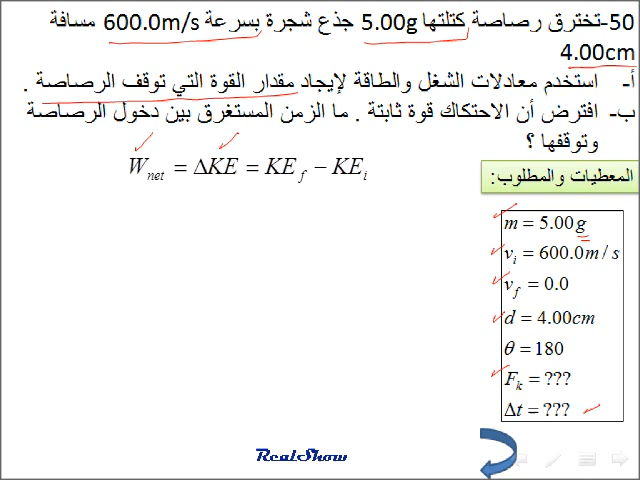 50-تخترق رصاصة كتلتها 5.00g جذع شجرة بسرعة 600.0m/s مسافة
4.00cm
أ- استخدم معادلات الشغل والطاقة لإيجاد مقدار القوة التي توقف الرصاصة .
ب- افترض أن الاحتكاك قوة ثابتة . ما الزمن المستغرق بين دخول الرصاصة
وتوقفها ؟
W_net = ΔKE = KE_f − KE_i
المعطيات والمطلوب:
m = 5.00g
v_i = 600.0m / s
v_f = 0.0
d = 4.00cm
θ = 180
F_k = ???
Δt = ???
RealShow